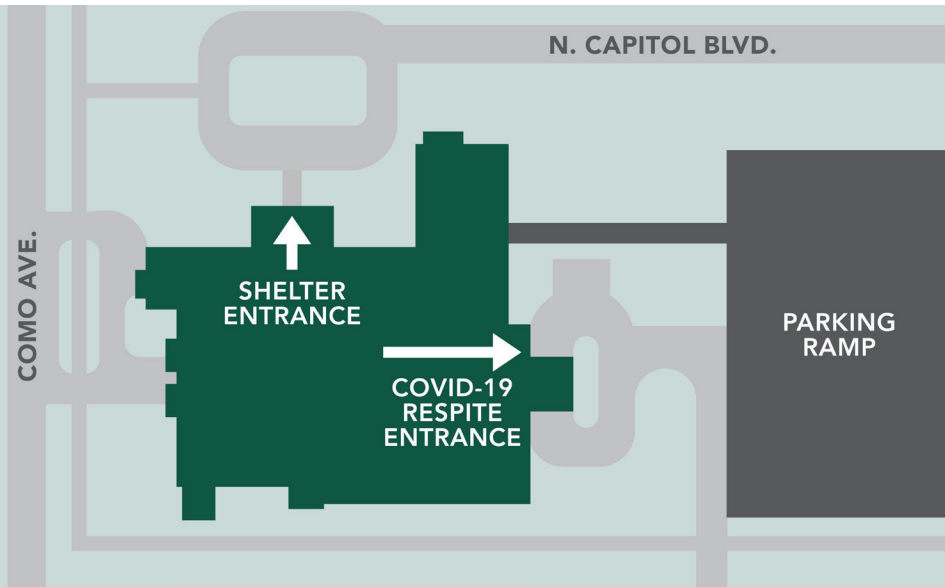 N. CAPITOL BLVD.
COMO AVE.
SHELTER
ENTRANCE
PARKING
RAMP
COVID-19
RESPITE
ENTRANCE